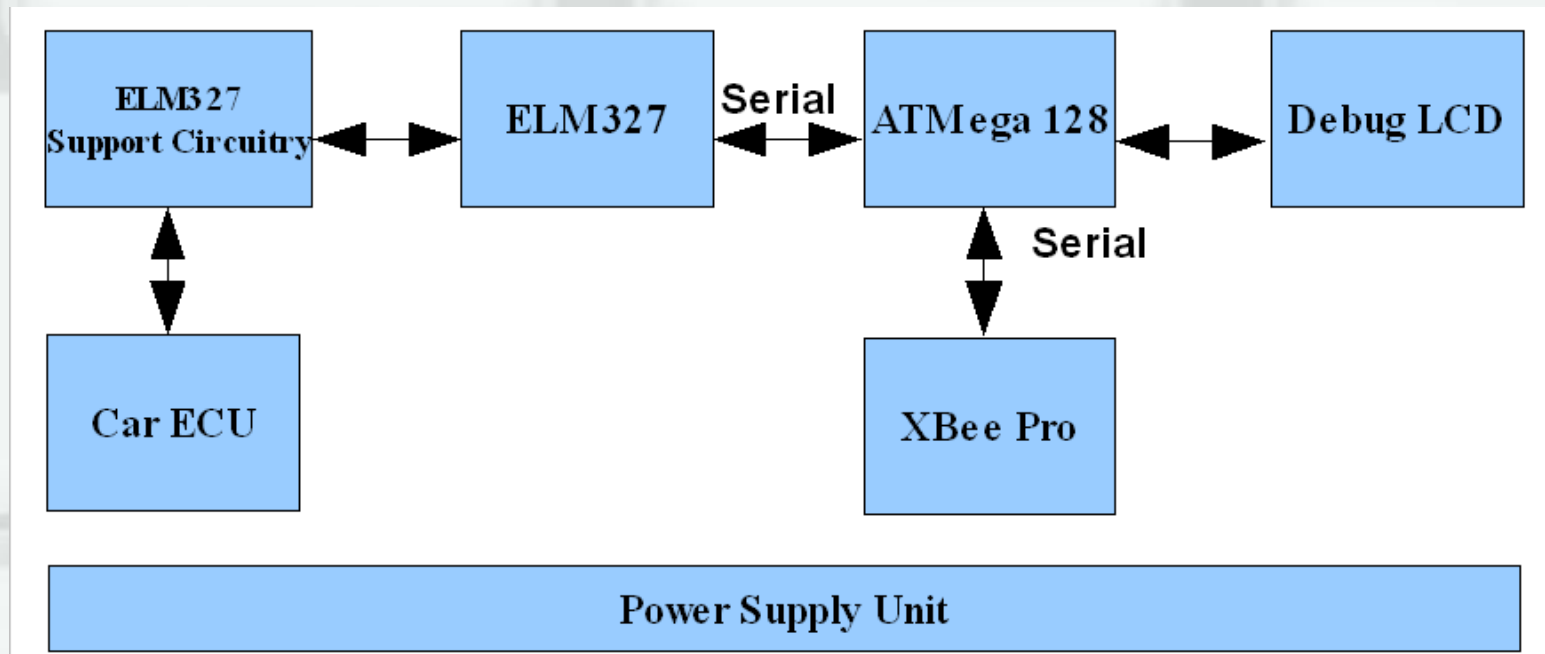 ELM327
Support Circuitry
ELM327
Serial
ATMega 128
Debug LCD
Serial
Car ECU
XBee Pro
Power Supply Unit